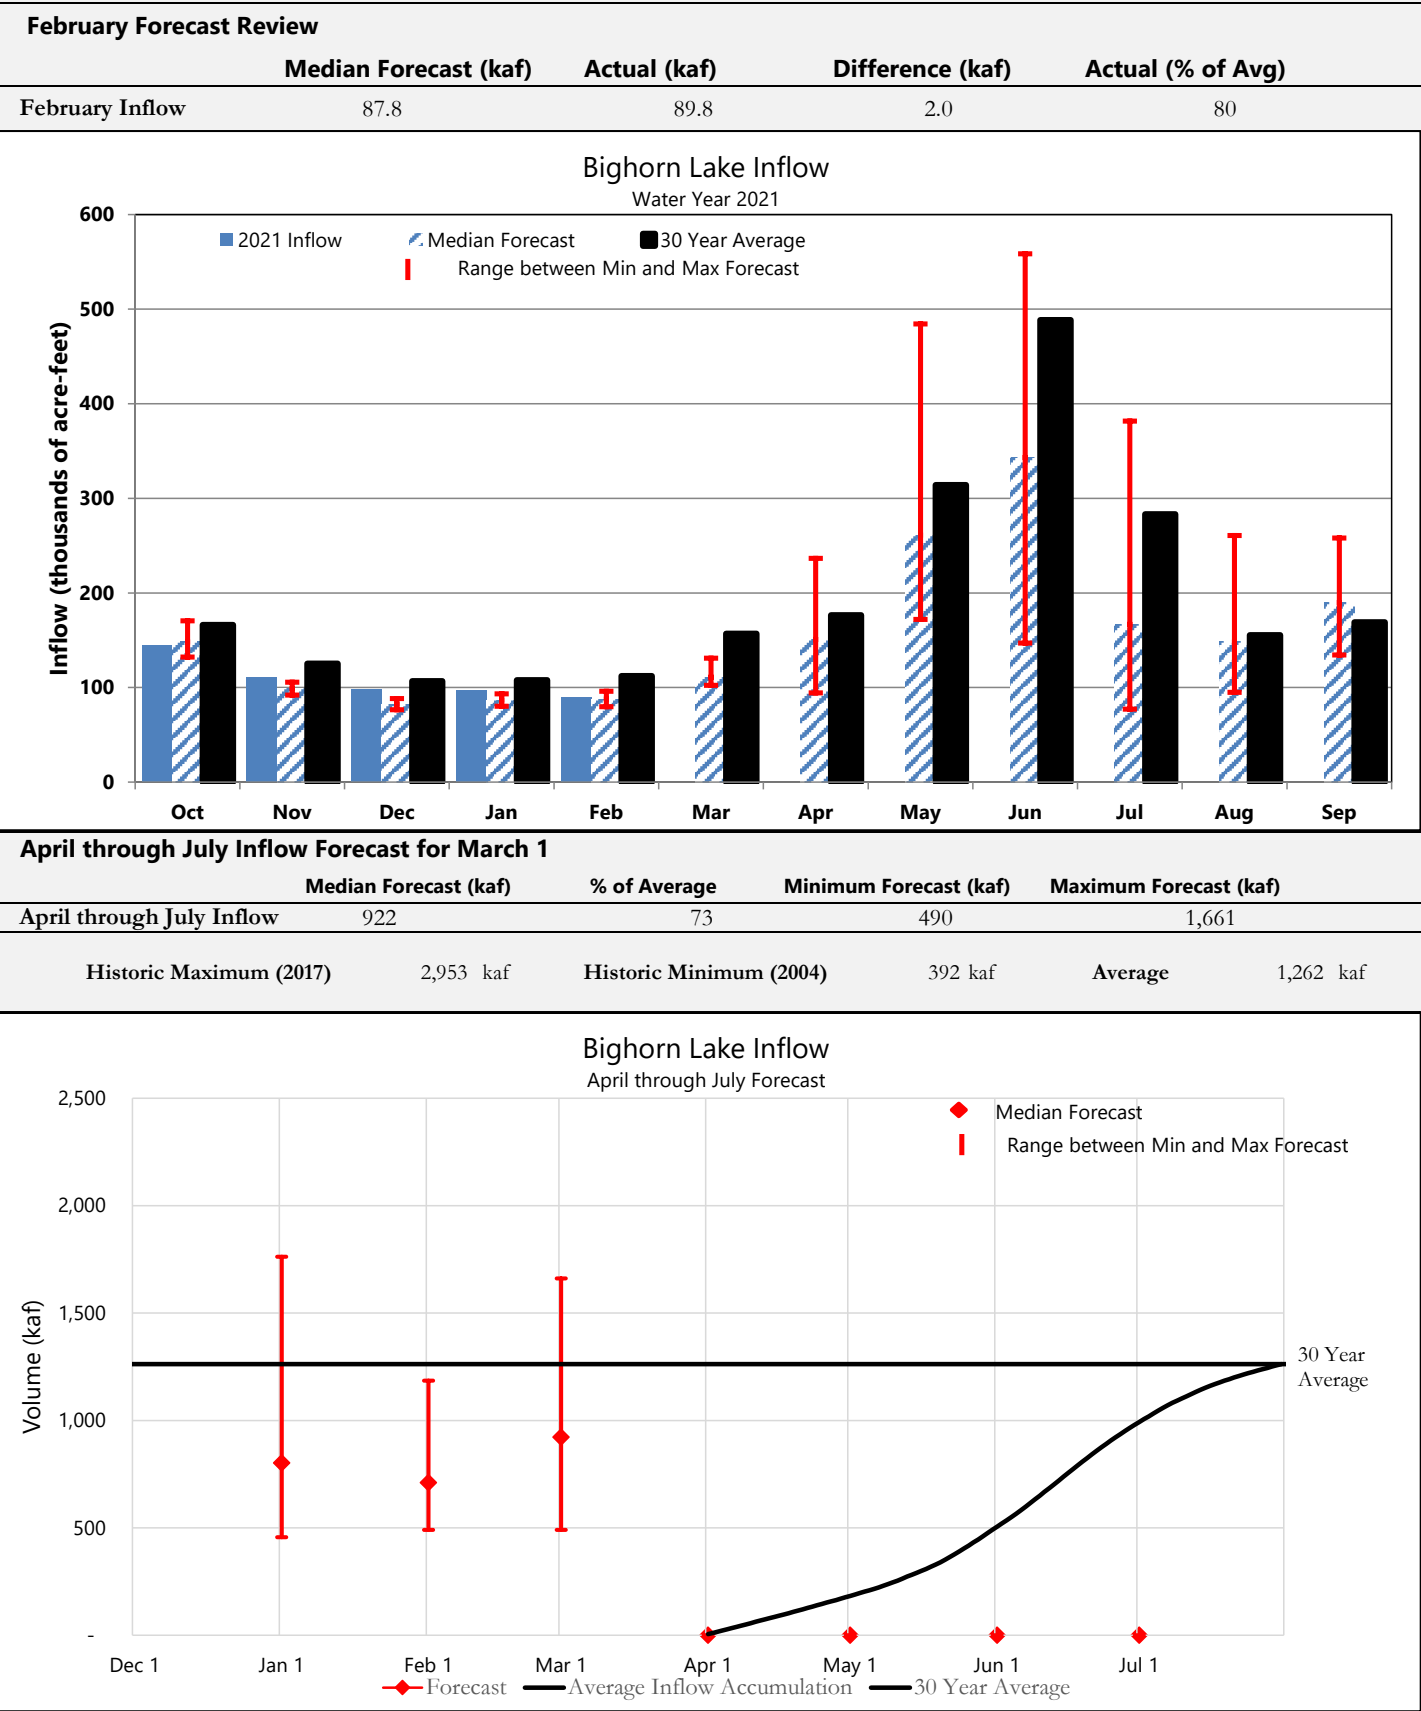 February Forecast Review
Median Forecast (kaf) Actual (kaf) Difference (kaf) Actual (% of Avg)
February Inflow 87.8 89.8 2.0 80
Bighorn Lake Inflow
Water Year 2021
2021 Inflow Median Forecast 30 Year Average
Range between Min and Max Forecast
Inflow (thousands of acre-feet)
600
500
400
300
200
100
0
Oct Nov Dec Jan Feb Mar Apr May Jun Jul Aug Sep
April through July Inflow Forecast for March 1
Median Forecast (kaf) % of Average Minimum Forecast (kaf) Maximum Forecast (kaf)
April through July Inflow 922 73 490 1,661
Historic Maximum (2017) 2,953 kaf Historic Minimum (2004) 392 kaf Average 1,262 kaf
Bighorn Lake Inflow
April through July Forecast
Median Forecast
Range between Min and Max Forecast
Volume (kaf)
2,500
2,000
1,500
1,000
500
-
30 Year
Average
Dec 1 Jan 1 Feb 1 Mar 1 Apr 1 May 1 Jun 1 Jul 1
Forecast Average Inflow Accumulation 30 Year Average